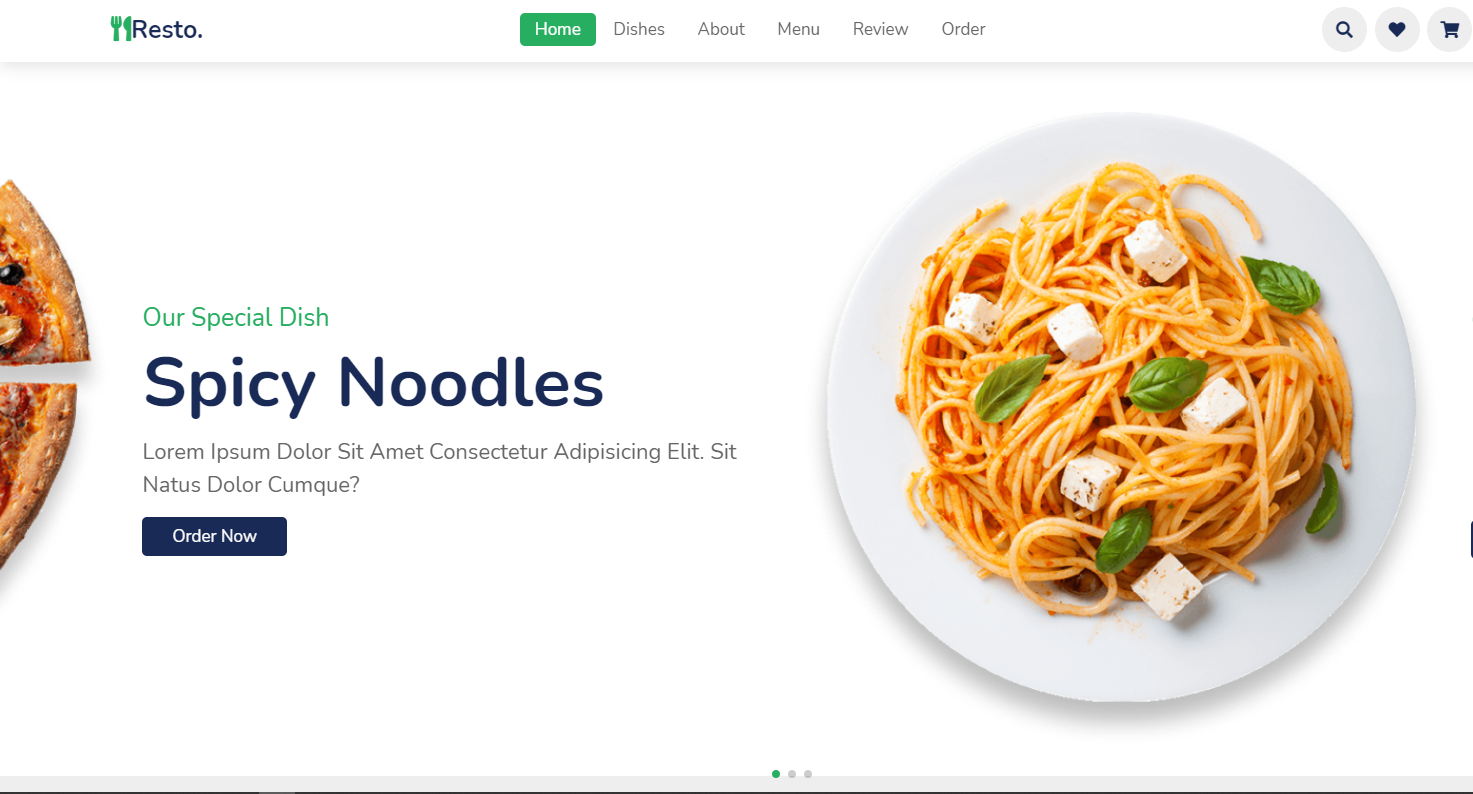 Resto.
Home
Dishes
About
Menu
Review
Order
Our Special Dish
Spicy Noodles
Lorem Ipsum Dolor Sit Amet Consectetur Adipisicing Elit. Sit
Natus Dolor Cumque?
Order Now